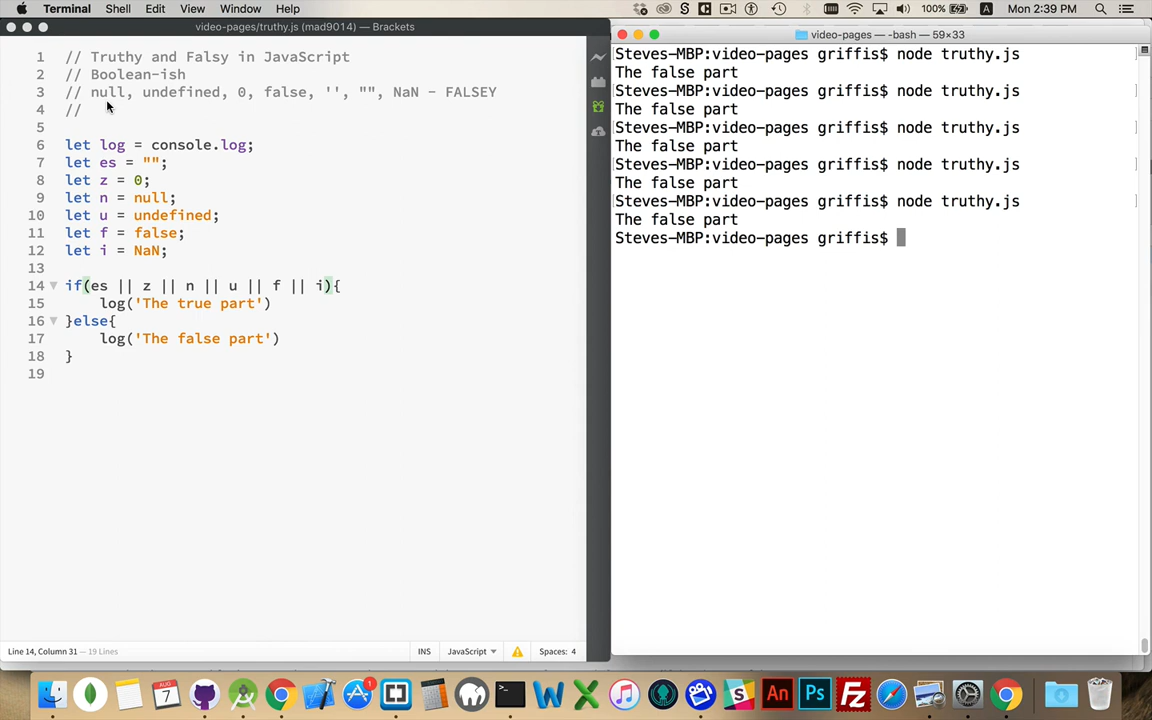 Terminal Shell Edit View Window Help
100% A Mon 2:39 PM
video-pages/truthy.js (mad9014) — Brackets
1 // Truthy and Falsy in JavaScript
2 // Boolean-ish
3 // null, undefined, 0, false, '', "", NaN - FALSEY
4 //
5
6 let log = console.log;
7 let es = "";
8 let z = 0;
9 let n = null;
10 let u = undefined;
11 let f = false;
12 let i = NaN;
13
14 if(es || z || n || u || f || i){
15 log('The true part')
16 }else{
17 log('The false part')
18 }
19
Line 14, Column 31 — 19 Lines
INS JavaScript Spaces: 4
video-pages — -bash — 59×33
Steves-MBP:video-pages griffis$ node truthy.js
The false part
Steves-MBP:video-pages griffis$ node truthy.js
The false part
Steves-MBP:video-pages griffis$ node truthy.js
The false part
Steves-MBP:video-pages griffis$ node truthy.js
The false part
Steves-MBP:video-pages griffis$ node truthy.js
The false part
Steves-MBP:video-pages griffis$
AUG
7
1
An
Ps
Fz